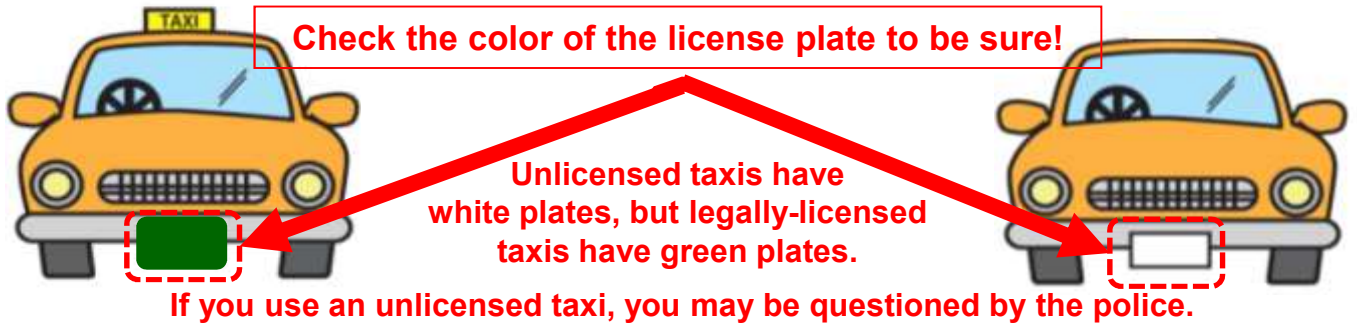 TAXI
Check the color of the license plate to be sure!
Unlicensed taxis have
white plates, but legally-licensed
taxis have green plates.
If you use an unlicensed taxi, you may be questioned by the police.